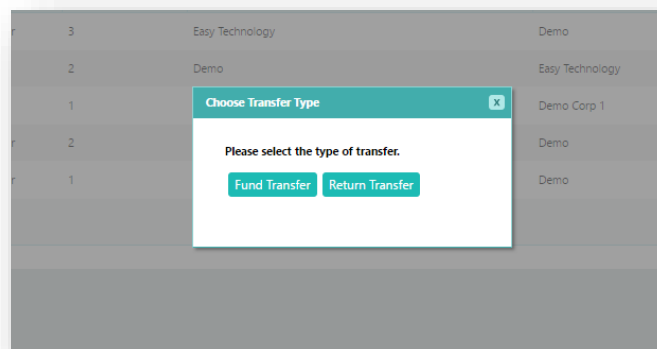 r 3 Easy Technology Demo
2 Demo Easy Technology
Choose Transfer Type x
1 Demo Corp 1
Please select the type of transfer.
r 2 Demo
Fund Transfer Return Transfer
r 1 Demo